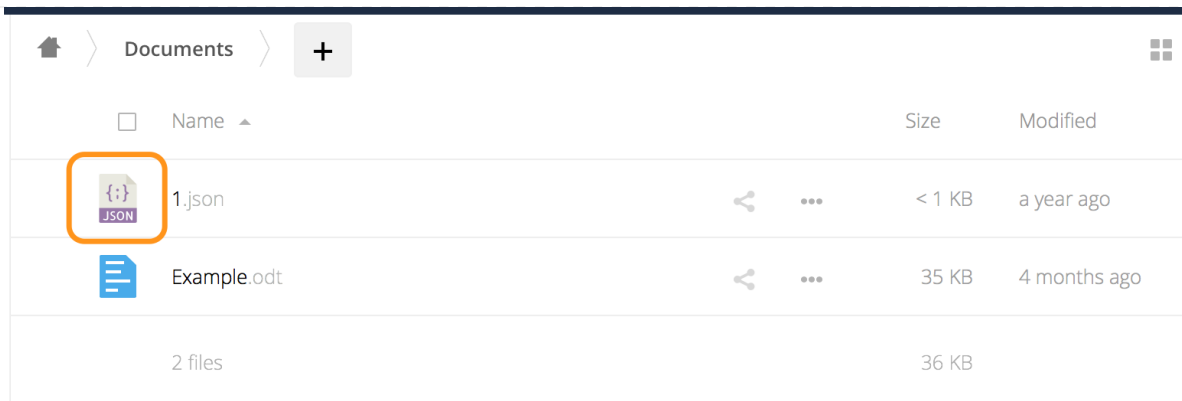 Documents +
Name Size Modified
{;} JSON 1.json ••• < 1 KB a year ago
Example.odt ••• 35 KB 4 months ago
2 files 36 KB